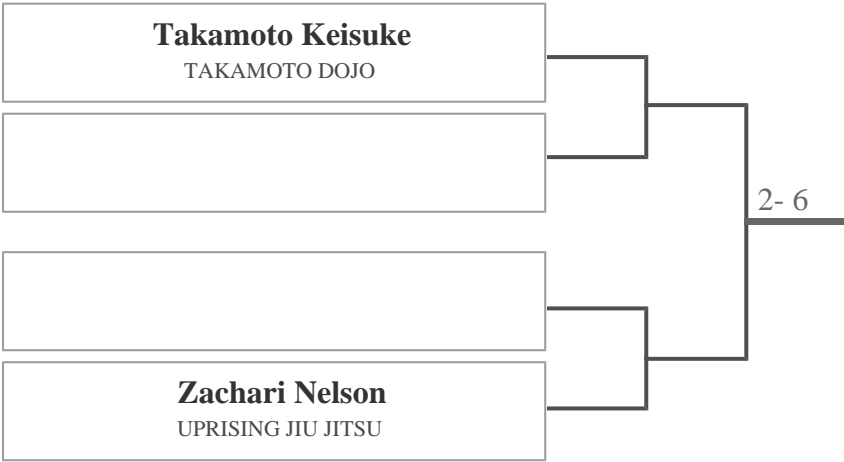 Takamoto Keisuke
TAKAMOTO DOJO
2- 6
Zachari Nelson
UPRISING JIU JITSU